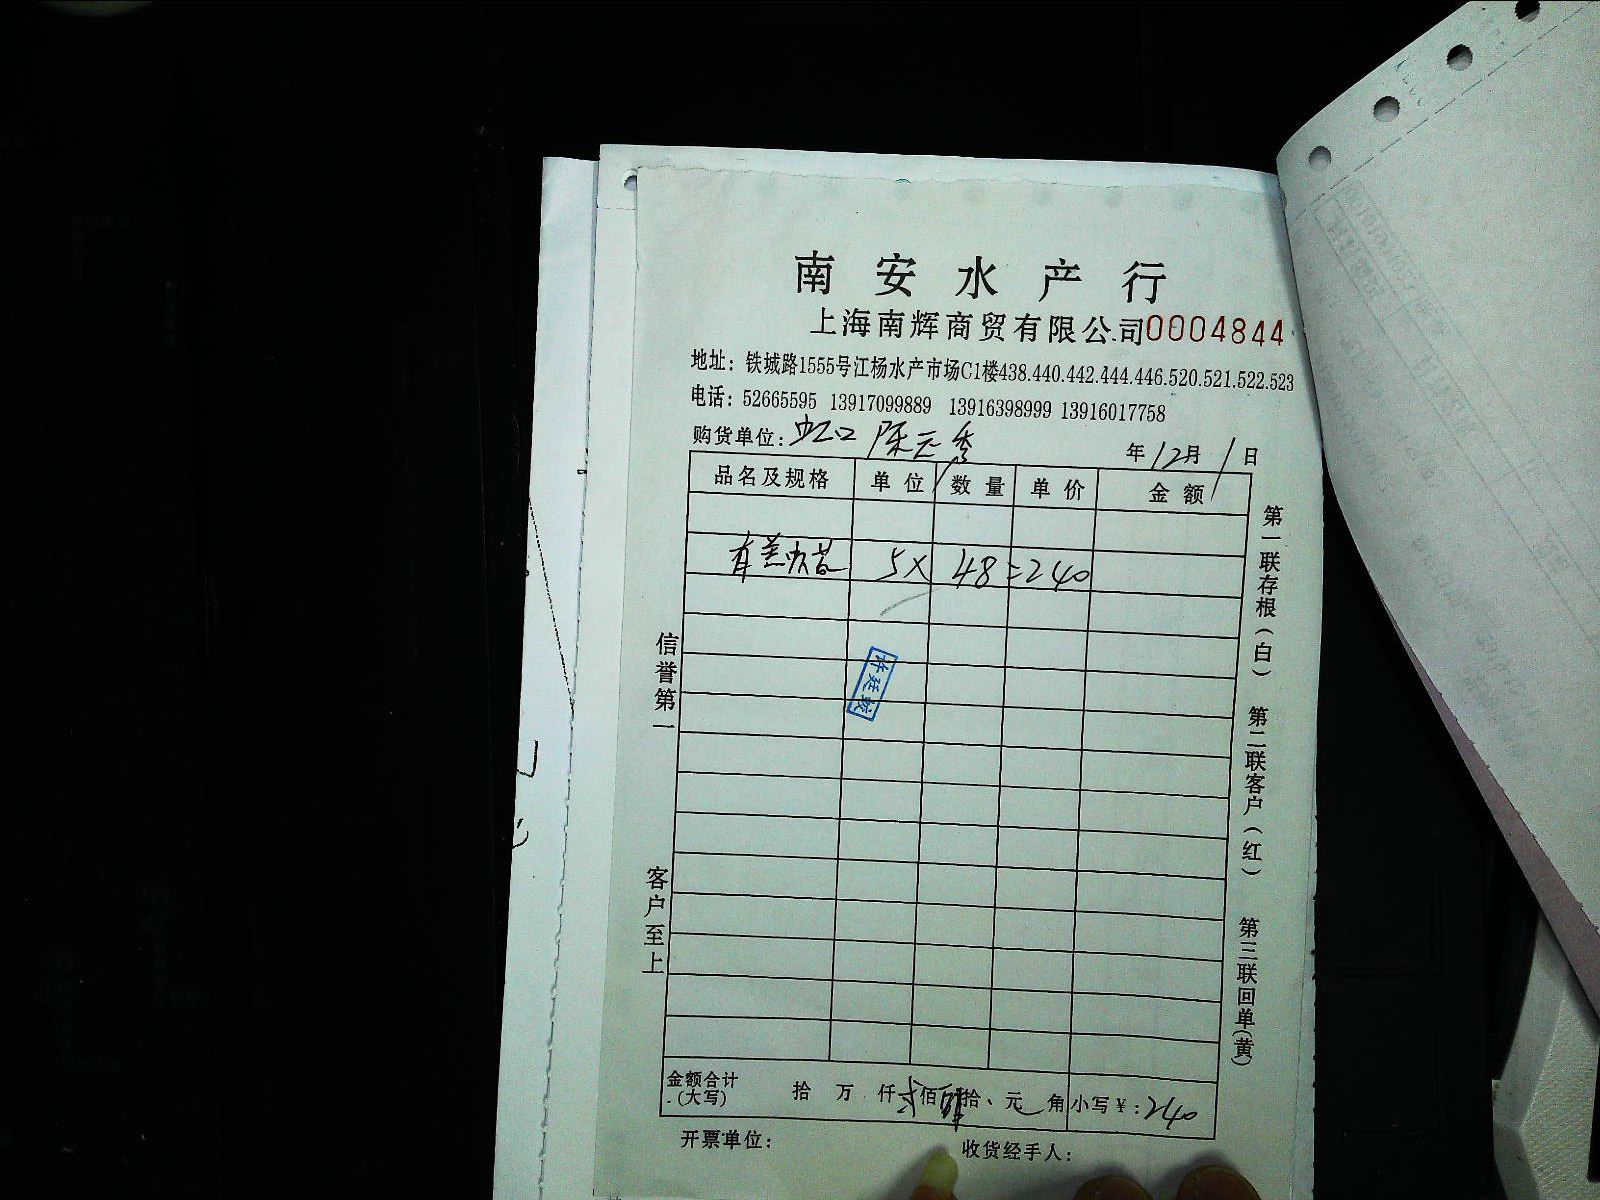 南安水产行
上海南辉商贸有限公司0004844
地址：铁城路1555号江杨水产市场C1楼438.440.442.444.446.520.521.522.523
电话：52665595 13917099889 13916398999 13916017758
购货单位：虹口 陈元秀 年12月1日
品名及规格 单位 数量 单价 金额
5× 48=240
许廷敏
信誉第一
客户至上
第一联存根(白)
第二联客户(红)
第三联回单(黄)
金额合计(大写) 拾 万 仟贰佰肆拾 元 角 小写¥:240
开票单位： 收货经手人：